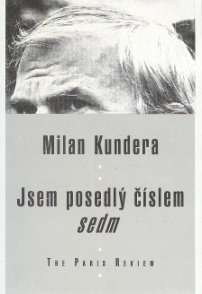 Milan Kundera
Jsem posedlý číslem
sedm
THE PARIS REVIEW